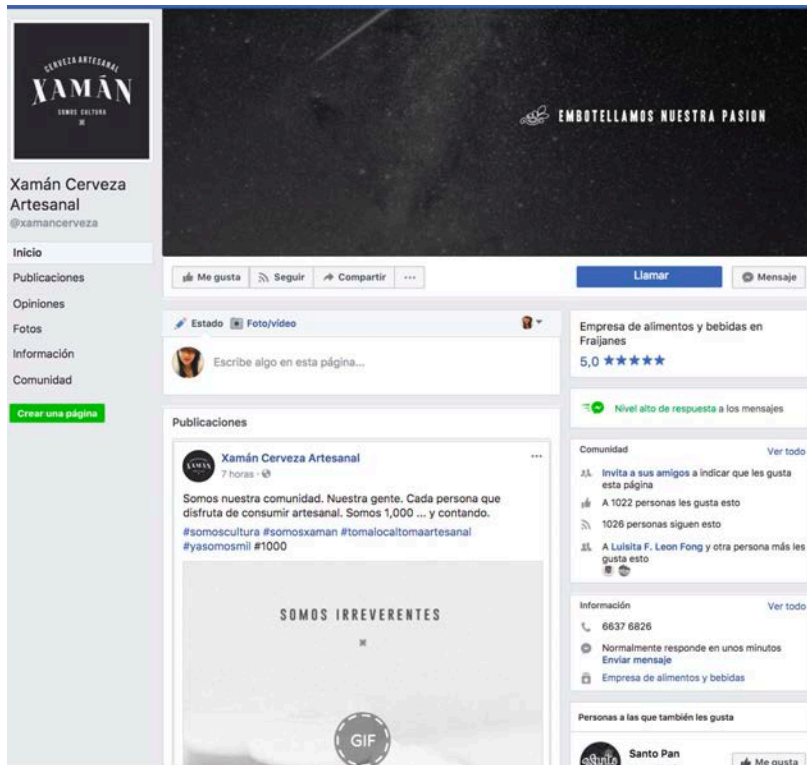 CERVEZA ARTESANAL
XAMÁN
SOMOS CULTURA
EMBOTELLAMOS NUESTRA PASION
Xamán Cerveza
Artesanal
@xamancerveza
Inicio
Publicaciones
Opiniones
Fotos
Información
Comunidad
Crear una página
Me gusta
Seguir
Compartir
...
Llamar
Mensaje
Estado
Foto/vídeo
Escribe algo en esta página...
Publicaciones
XAMÁN
Xamán Cerveza Artesanal
7 horas ·
...
Somos nuestra comunidad. Nuestra gente. Cada persona que
disfruta de consumir artesanal. Somos 1,000 ... y contando.
#somoscultura #somosxaman #tomalocaltomaartesanal
#yasomosmil #1000
SOMOS IRREVERENTES
GIF
Empresa de alimentos y bebidas en
Fraijanes
5,0 ★★★★★
Nivel alto de respuesta a los mensajes
Comunidad
Ver todo
Invita a sus amigos a indicar que les gusta
esta página
A 1022 personas les gusta esto
1026 personas siguen esto
A Luisita F. Leon Fong y otra persona más les
gusta esto
Información
Ver todo
6637 6826
Normalmente responde en unos minutos
Enviar mensaje
Empresa de alimentos y bebidas
Personas a las que también les gusta
Santo Pan
Me gusta